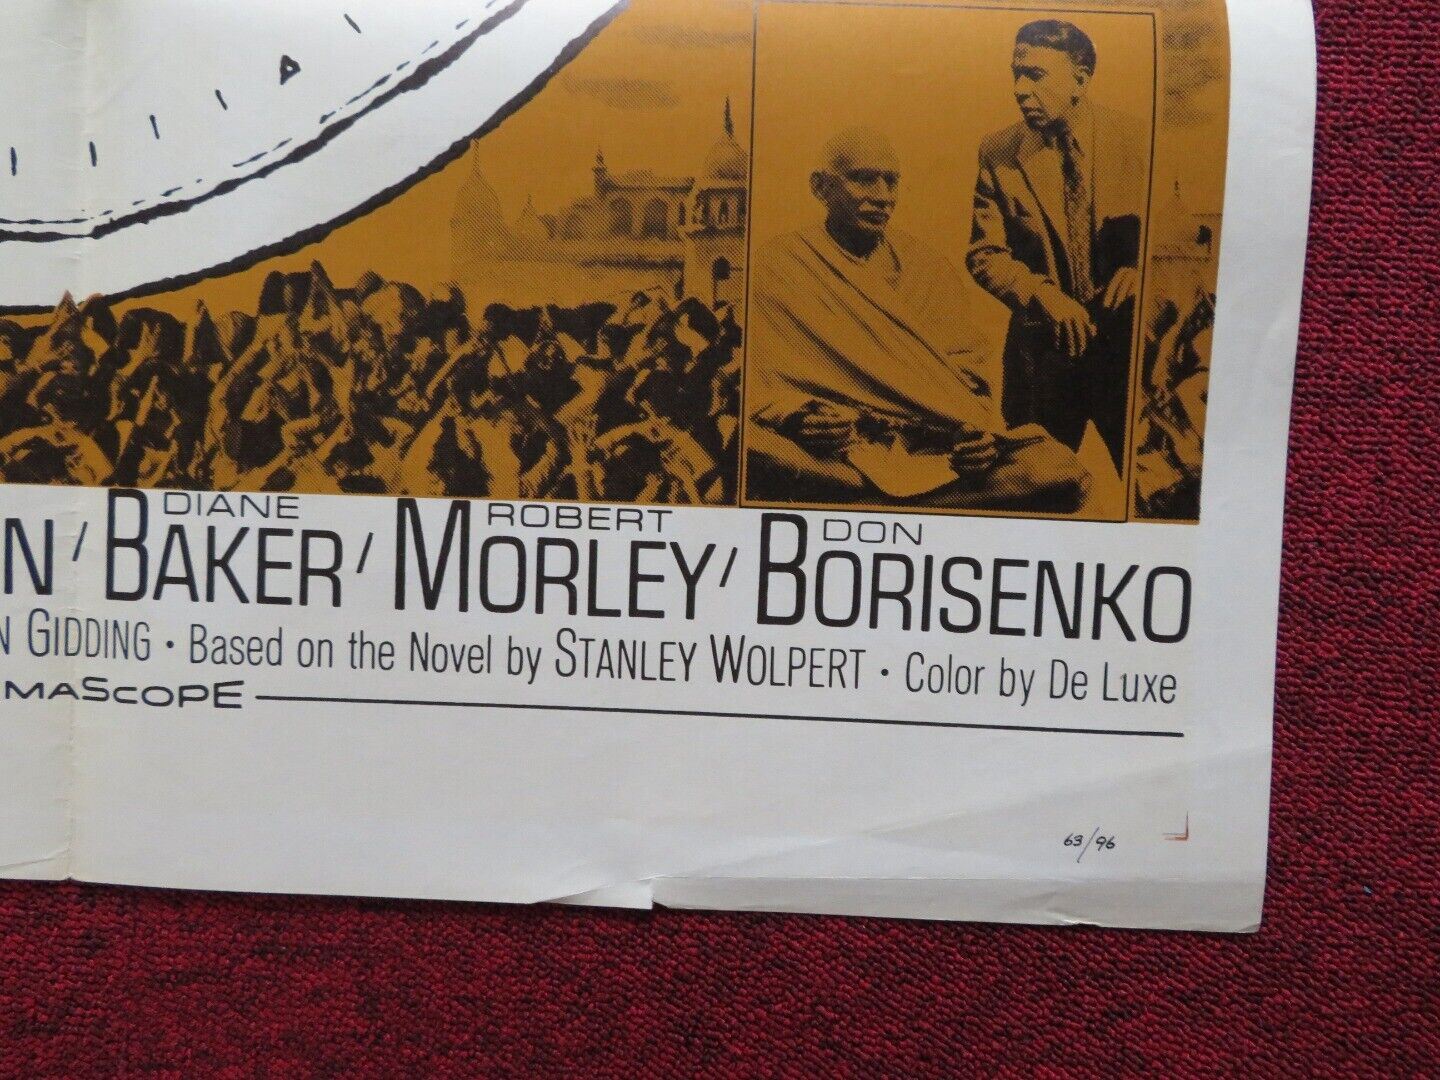 DIANE ROBERT DON
N / BAKER / MORLEY / BORISENKO
N GIDDING • Based on the Novel by STANLEY WOLPERT • Color by De Luxe
MASCOPÉ
63/96